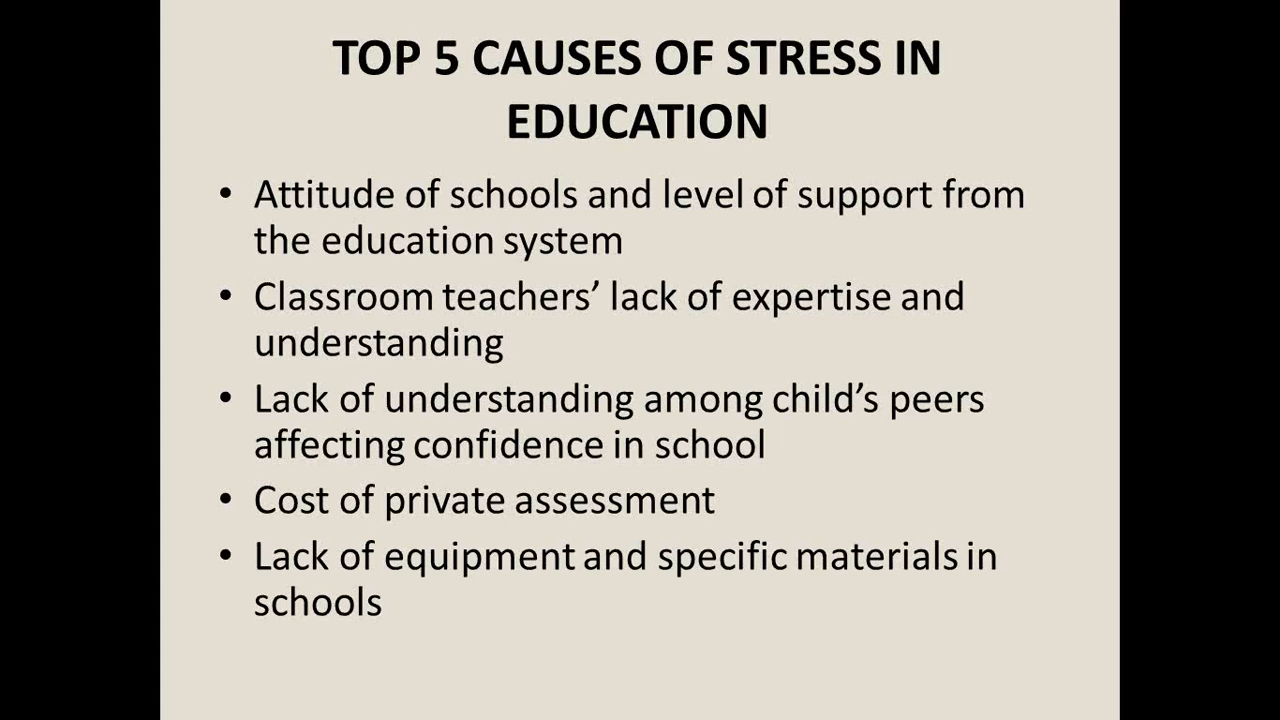 TOP 5 CAUSES OF STRESS IN
EDUCATION
• Attitude of schools and level of support from
the education system
• Classroom teachers’ lack of expertise and
understanding
• Lack of understanding among child’s peers
affecting confidence in school
• Cost of private assessment
• Lack of equipment and specific materials in
schools